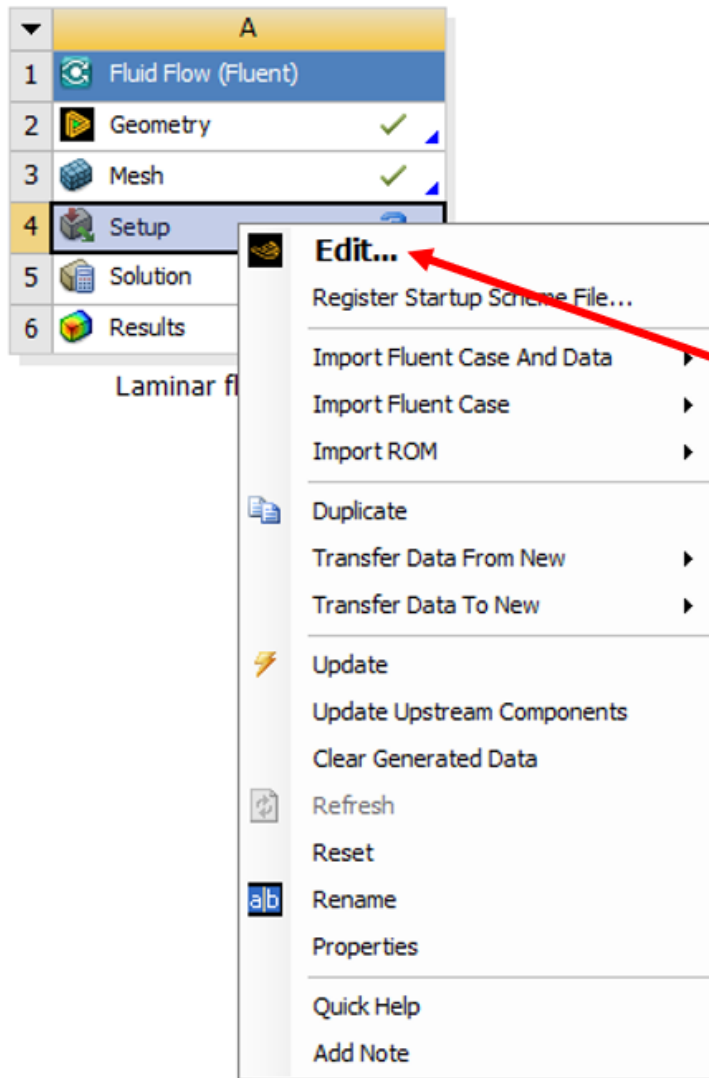 A
1 Fluid Flow (Fluent)
2 Geometry
3 Mesh
4 Setup
5 Solution
6 Results
Laminar fl
Edit...
Register Startup Scheme File...
Import Fluent Case And Data
Import Fluent Case
Import ROM
Duplicate
Transfer Data From New
Transfer Data To New
Update
Update Upstream Components
Clear Generated Data
Refresh
Reset
a|b Rename
Properties
Quick Help
Add Note